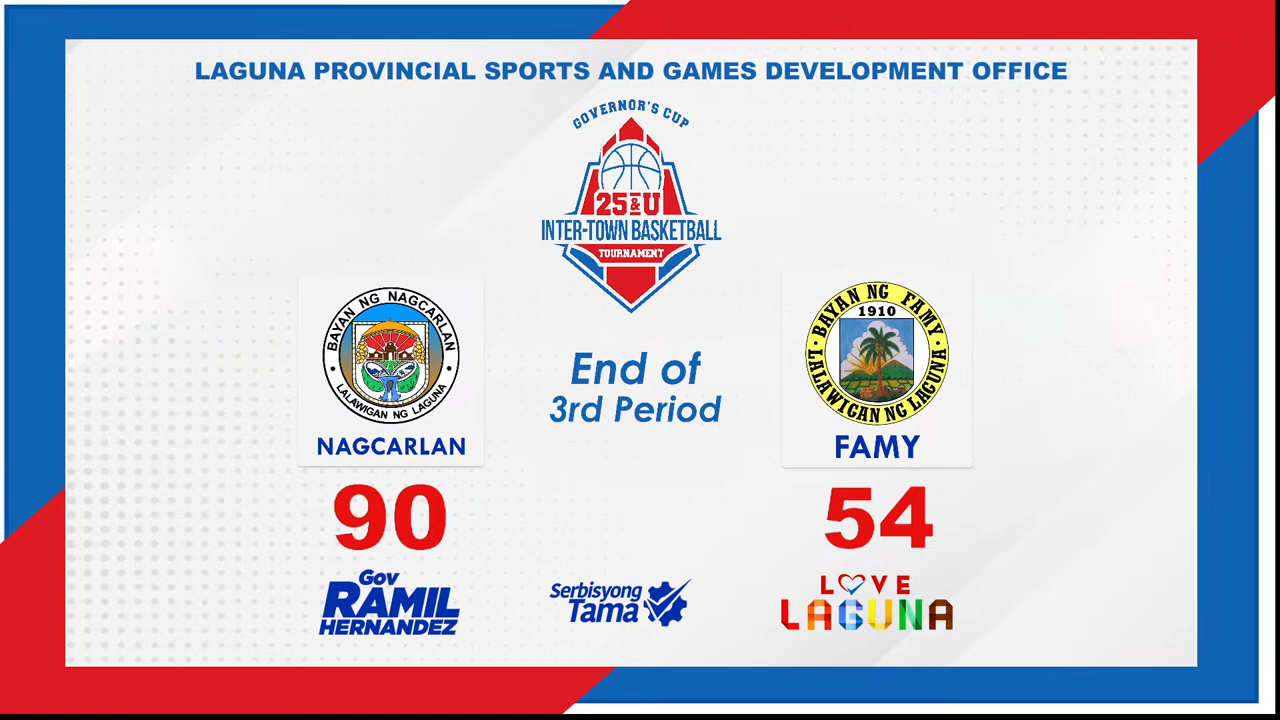 LAGUNA PROVINCIAL SPORTS AND GAMES DEVELOPMENT OFFICE
GOVERNOR'S CUP
25 & U
INTER-TOWN BASKETBALL
TOURNAMENT
BAYAN NG NAGCARLAN
LALAWIGAN NG LAGUNA
NAGCARLAN
90
End of
3rd Period
BAYAN NG FAMY
1910
LALAWIGAN NG LAGUNA
FAMY
54
Gov
RAMIL
HERNANDEZ
Serbisyong
Tama
LOVE
LAGUNA